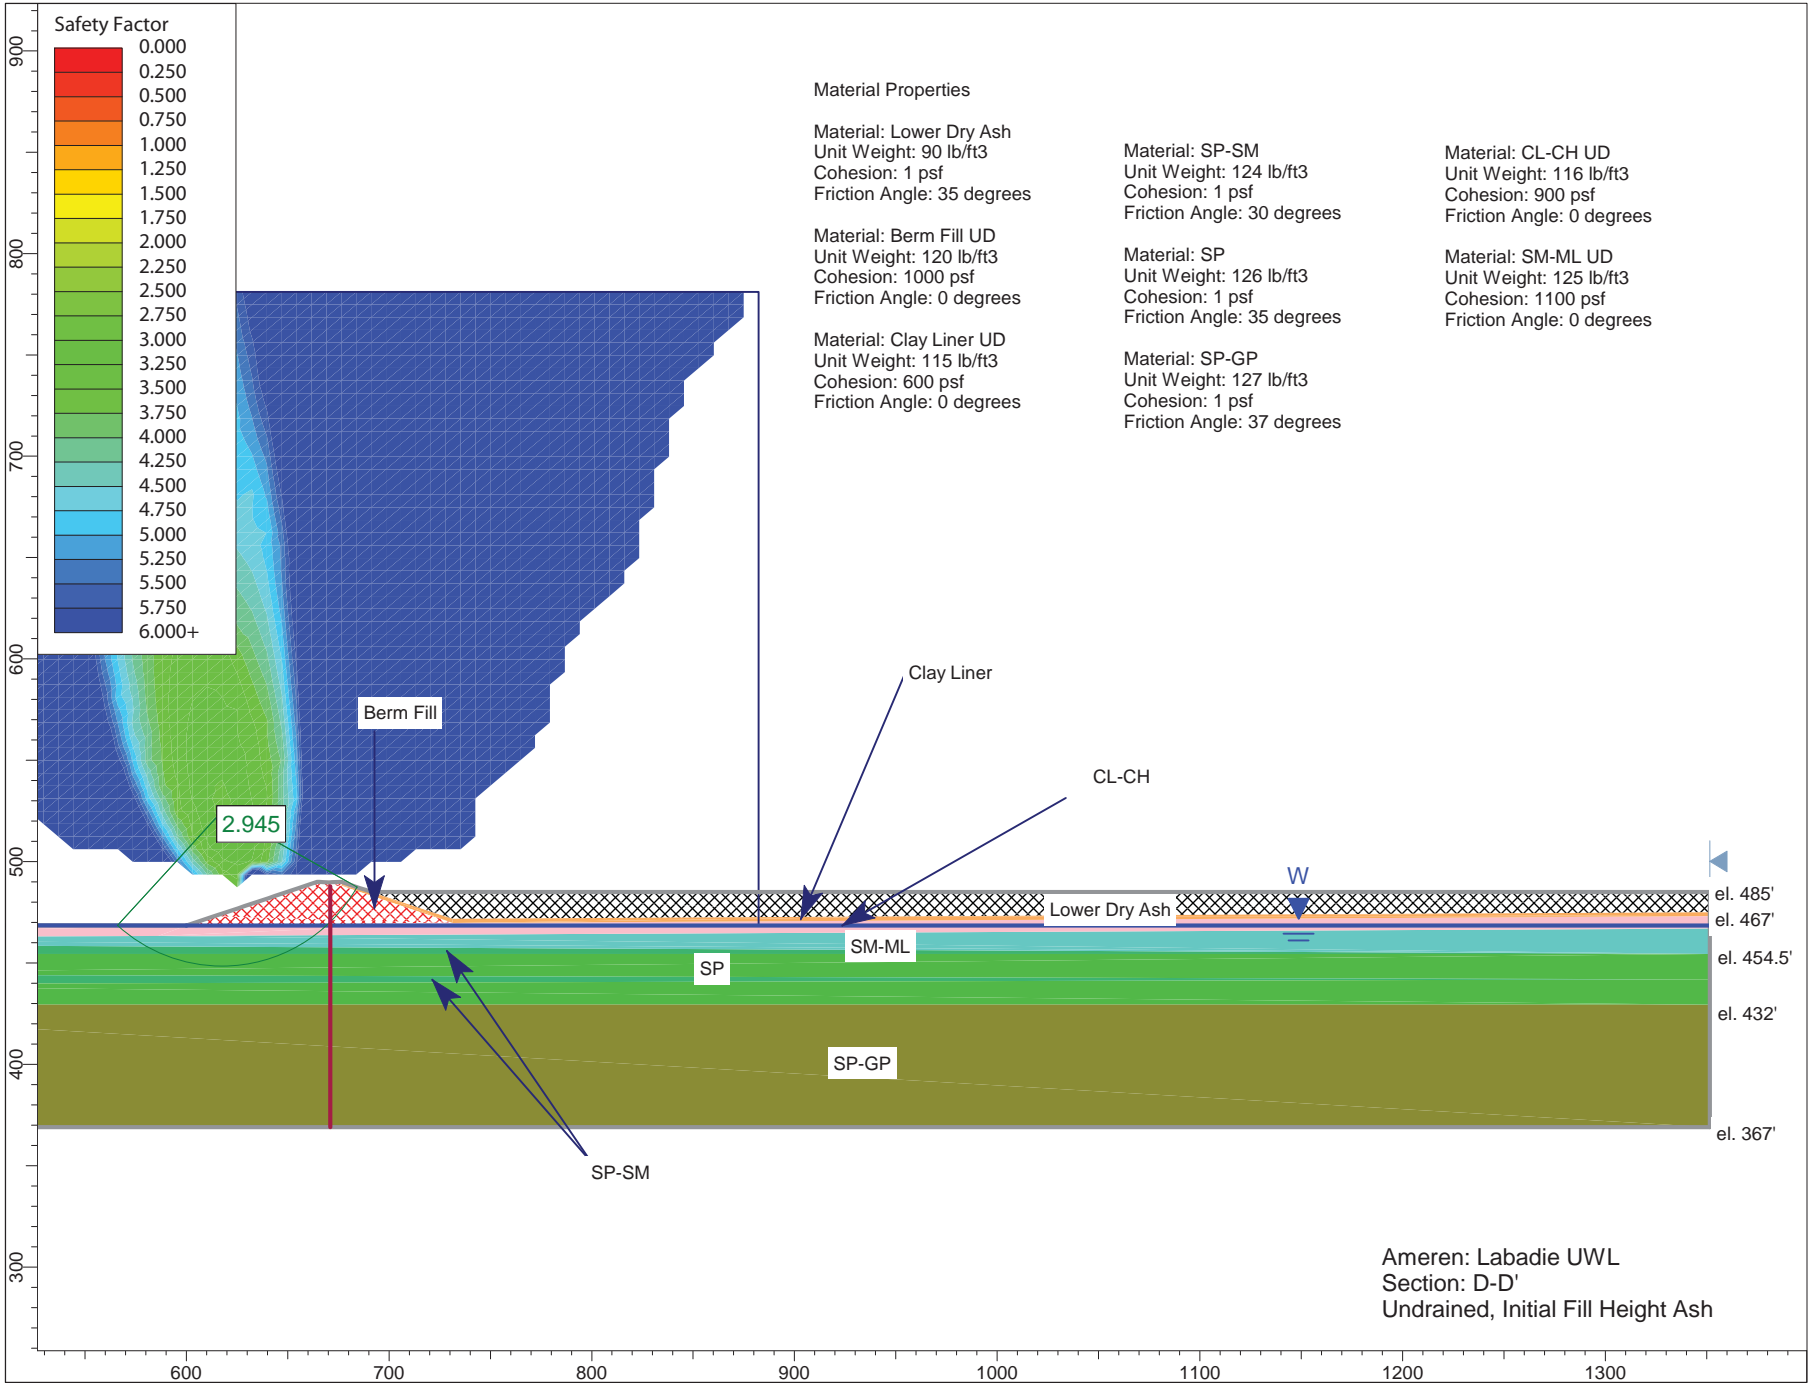 Safety Factor
0.000
0.250
0.500
0.750
1.000
1.250
1.500
1.750
2.000
2.250
2.500
2.750
3.000
3.250
3.500
3.750
4.000
4.250
4.500
4.750
5.000
5.250
5.500
5.750
6.000+
Material Properties
Material: Lower Dry Ash
Unit Weight: 90 lb/ft3
Cohesion: 1 psf
Friction Angle: 35 degrees
Material: Berm Fill UD
Unit Weight: 120 lb/ft3
Cohesion: 1000 psf
Friction Angle: 0 degrees
Material: Clay Liner UD
Unit Weight: 115 lb/ft3
Cohesion: 600 psf
Friction Angle: 0 degrees
Material: SP-SM
Unit Weight: 124 lb/ft3
Cohesion: 1 psf
Friction Angle: 30 degrees
Material: SP
Unit Weight: 126 lb/ft3
Cohesion: 1 psf
Friction Angle: 35 degrees
Material: SP-GP
Unit Weight: 127 lb/ft3
Cohesion: 1 psf
Friction Angle: 37 degrees
Material: CL-CH UD
Unit Weight: 116 lb/ft3
Cohesion: 900 psf
Friction Angle: 0 degrees
Material: SM-ML UD
Unit Weight: 125 lb/ft3
Cohesion: 1100 psf
Friction Angle: 0 degrees
900
800
700
600
500
400
300
Clay Liner
Berm Fill
CL-CH
2.945
W
Lower Dry Ash
SM-ML
SP
SP-GP
SP-SM
el. 485'
el. 467'
el. 454.5'
el. 432'
el. 367'
Ameren: Labadie UWL
Section: D-D'
Undrained, Initial Fill Height Ash
600
700
800
900
1000
1100
1200
1300